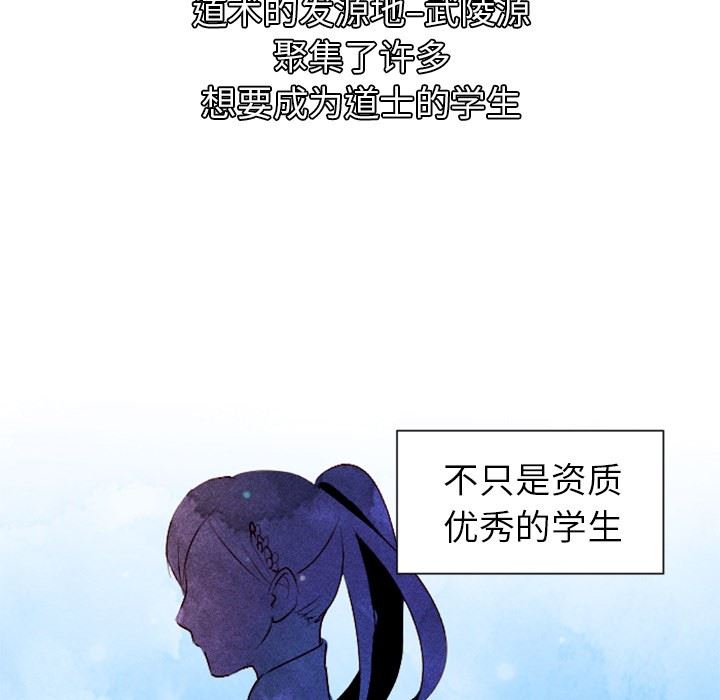 道术的发源地-武陵源
聚集了许多
想要成为道士的学生
不只是资质
优秀的学生